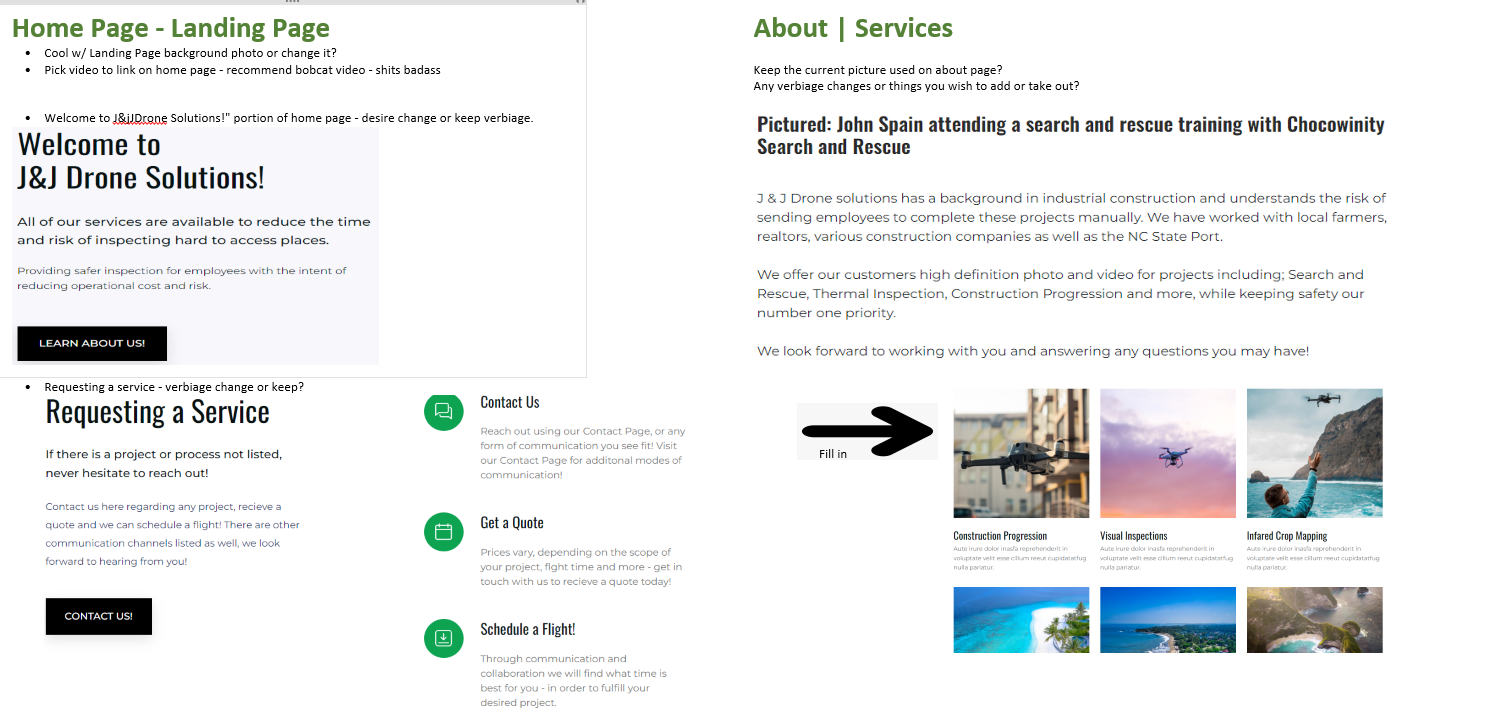 Home Page - Landing Page
• Cool w/ Landing Page background photo or change it?
• Pick video to link on home page - recommend bobcat video - shits badass
• Welcome to J&jJDrone Solutions!" portion of home page - desire change or keep verbiage.
Welcome to
J&J Drone Solutions!
All of our services are available to reduce the time
and risk of inspecting hard to access places.
Providing safer inspection for employees with the intent of
reducing operational cost and risk.
LEARN ABOUT US!
• Requesting a service - verbiage change or keep?
Requesting a Service
If there is a project or process not listed,
never hesitate to reach out!
Contact us here regarding any project, recieve a
quote and we can schedule a flight! There are other
communication channels listed as well, we look
forward to hearing from you!
CONTACT US!
Contact Us
Reach out using our Contact Page, or any
form of communication you see fit! Visit
our Contact Page for additonal modes of
communication!
Get a Quote
Prices vary, depending on the scope of
your project, flght time and more - get in
touch with us to recieve a quote today!
Schedule a Flight!
Through communication and
collaboration we will find what time is
best for you - in order to fulfill your
desired project.
About | Services
Keep the current picture used on about page?
Any verbiage changes or things you wish to add or take out?
Pictured: John Spain attending a search and rescue training with Chocowinity
Search and Rescue
J & J Drone solutions has a background in industrial construction and understands the risk of
sending employees to complete these projects manually. We have worked with local farmers,
realtors, various construction companies as well as the NC State Port.
We offer our customers high definition photo and video for projects including; Search and
Rescue, Thermal Inspection, Construction Progression and more, while keeping safety our
number one priority.
We look forward to working with you and answering any questions you may have!
Fill in
Construction Progression
Aute irure dolor inasfa reprehenderit in
voluptate velit esse cillum reeut cupidatatfug
nulla pariatur.
Visual Inspections
Aute irure dolor inasfa reprehenderit in
voluptate velit esse cillum reeut cupidatatfug
nulla pariatur.
Infared Crop Mapping
Aute irure dolor inasfa reprehenderit in
voluptate velit esse cillum reeut cupidatatfug
nulla pariatur.